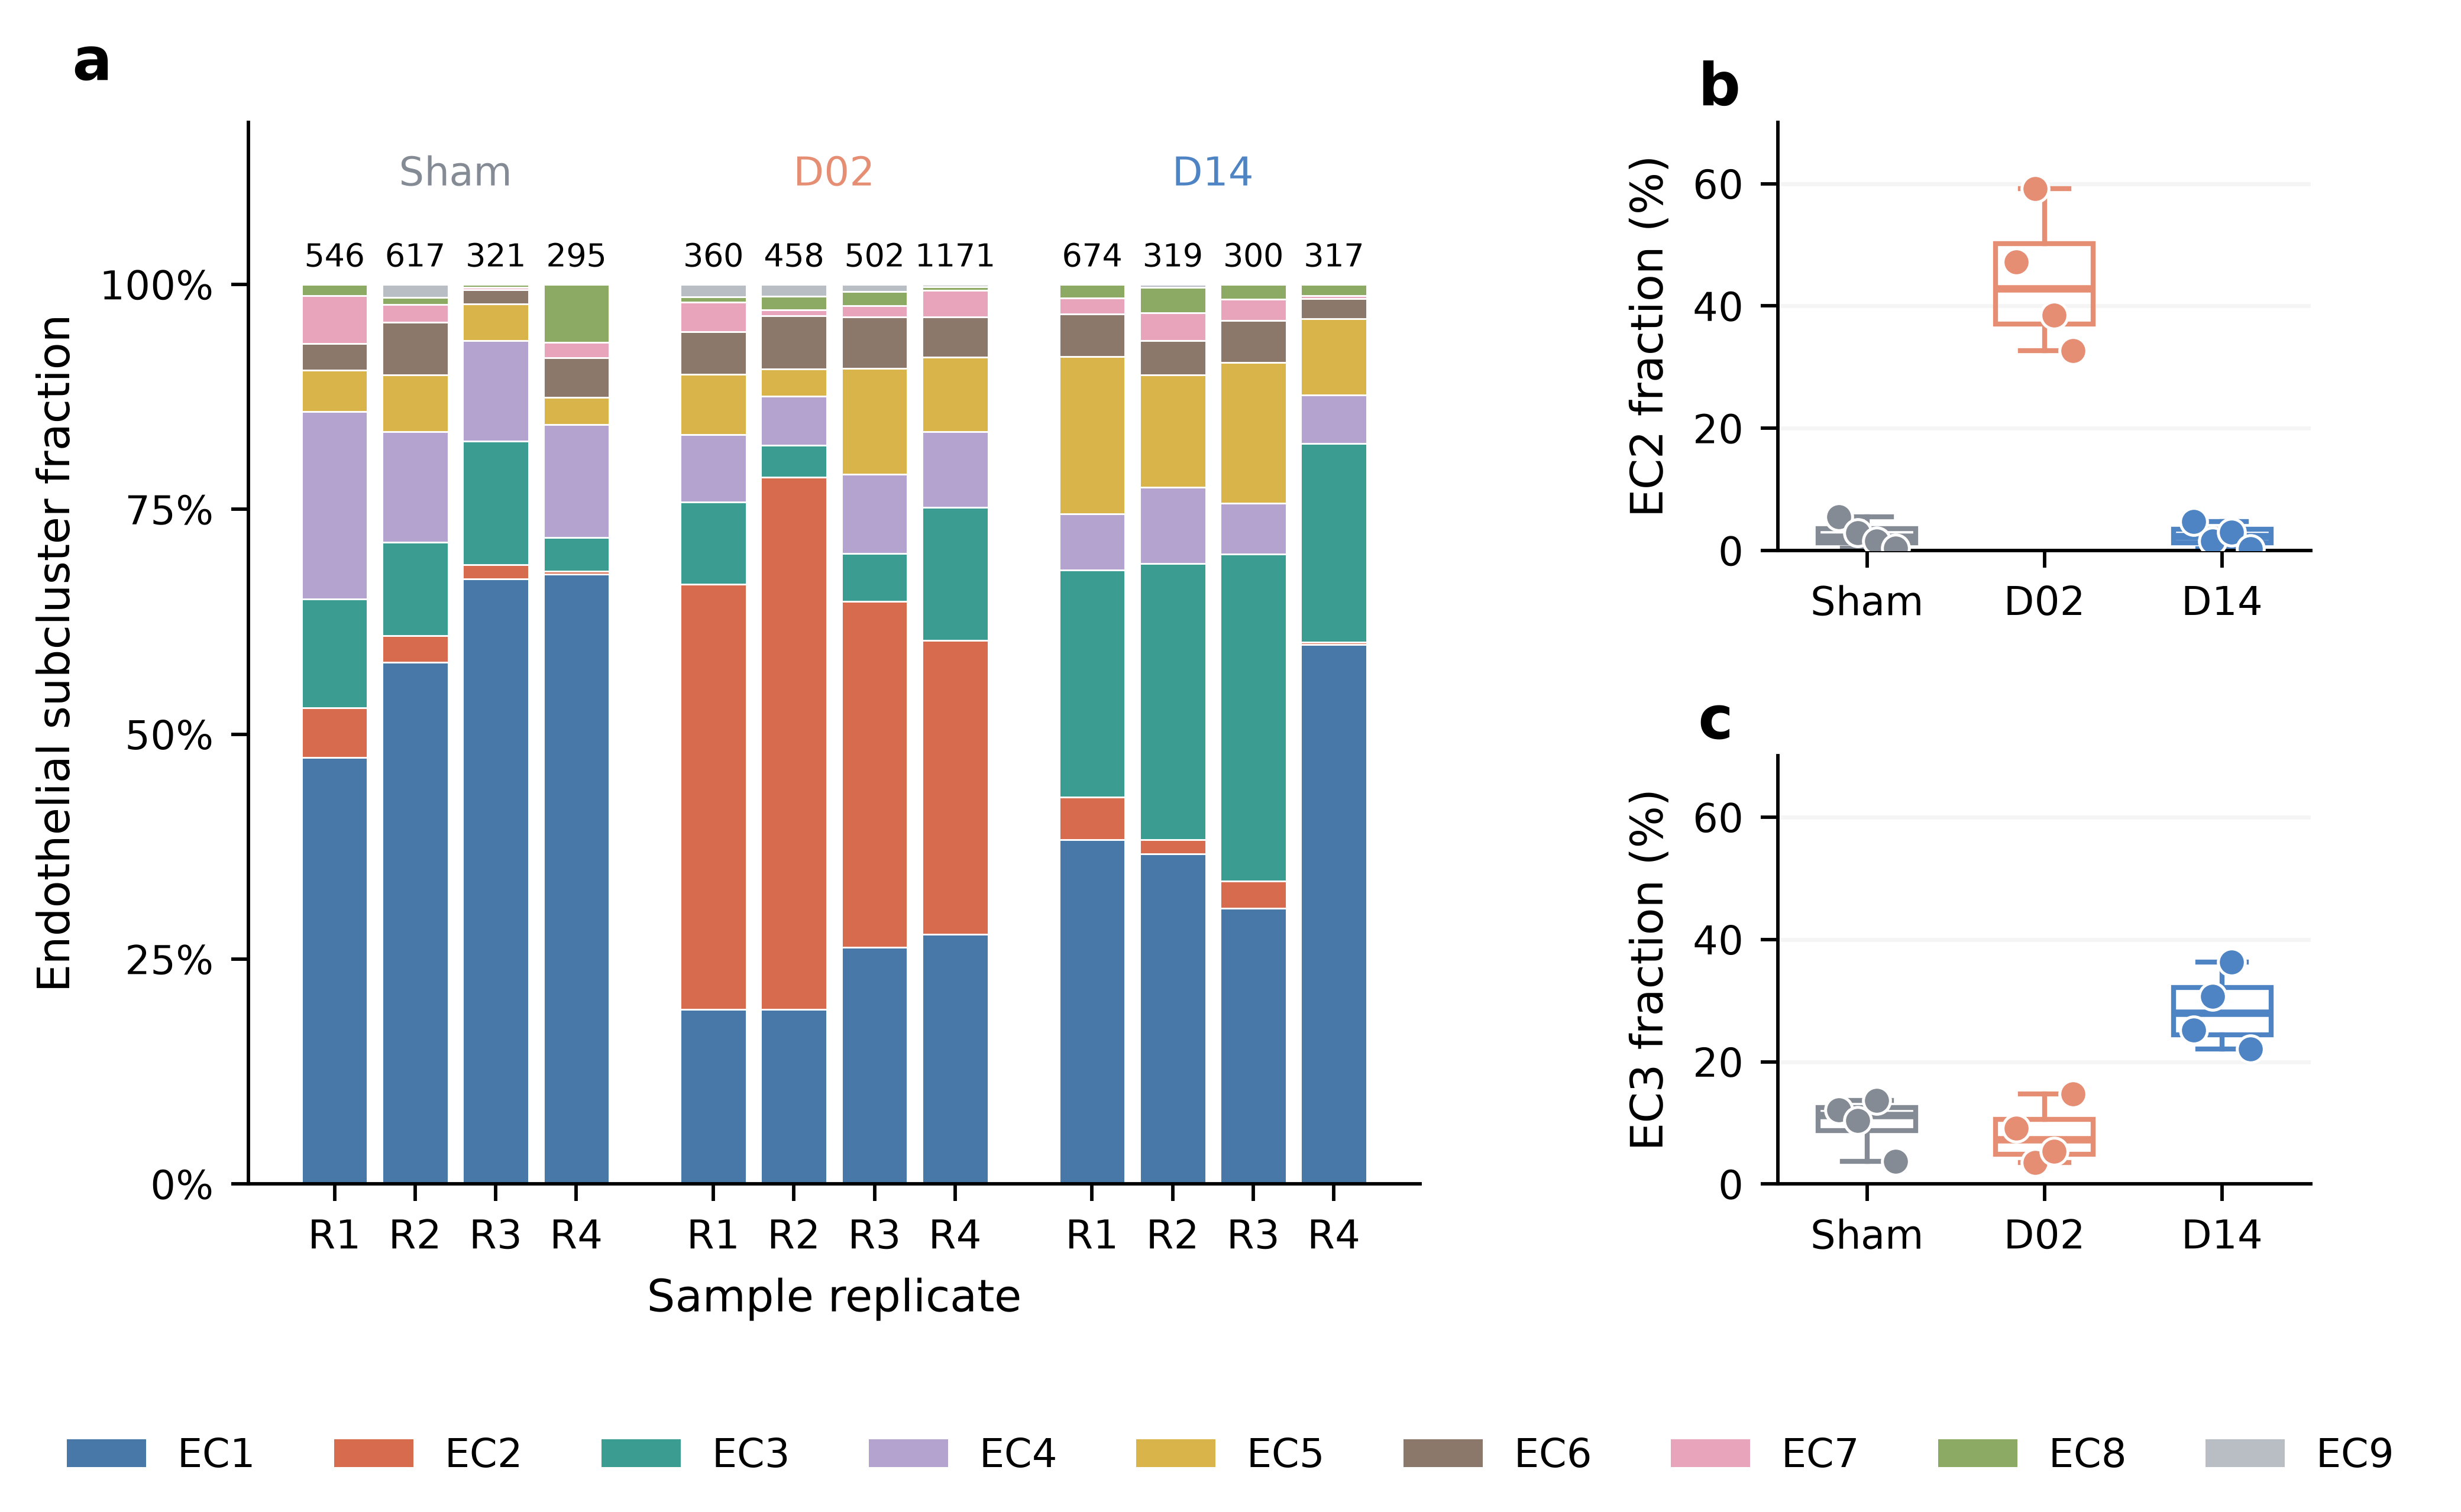 a
Sham D02 D14
546 617 321 295 360 458 502 1171 674 319 300 317
100%
75%
50%
25%
0%
Endothelial subcluster fraction
R1 R2 R3 R4 R1 R2 R3 R4 R1 R2 R3 R4
Sample replicate
b
EC2 fraction (%)
60
40
20
0
Sham D02 D14
c
EC3 fraction (%)
60
40
20
0
Sham D02 D14
EC1 EC2 EC3 EC4 EC5 EC6 EC7 EC8 EC9